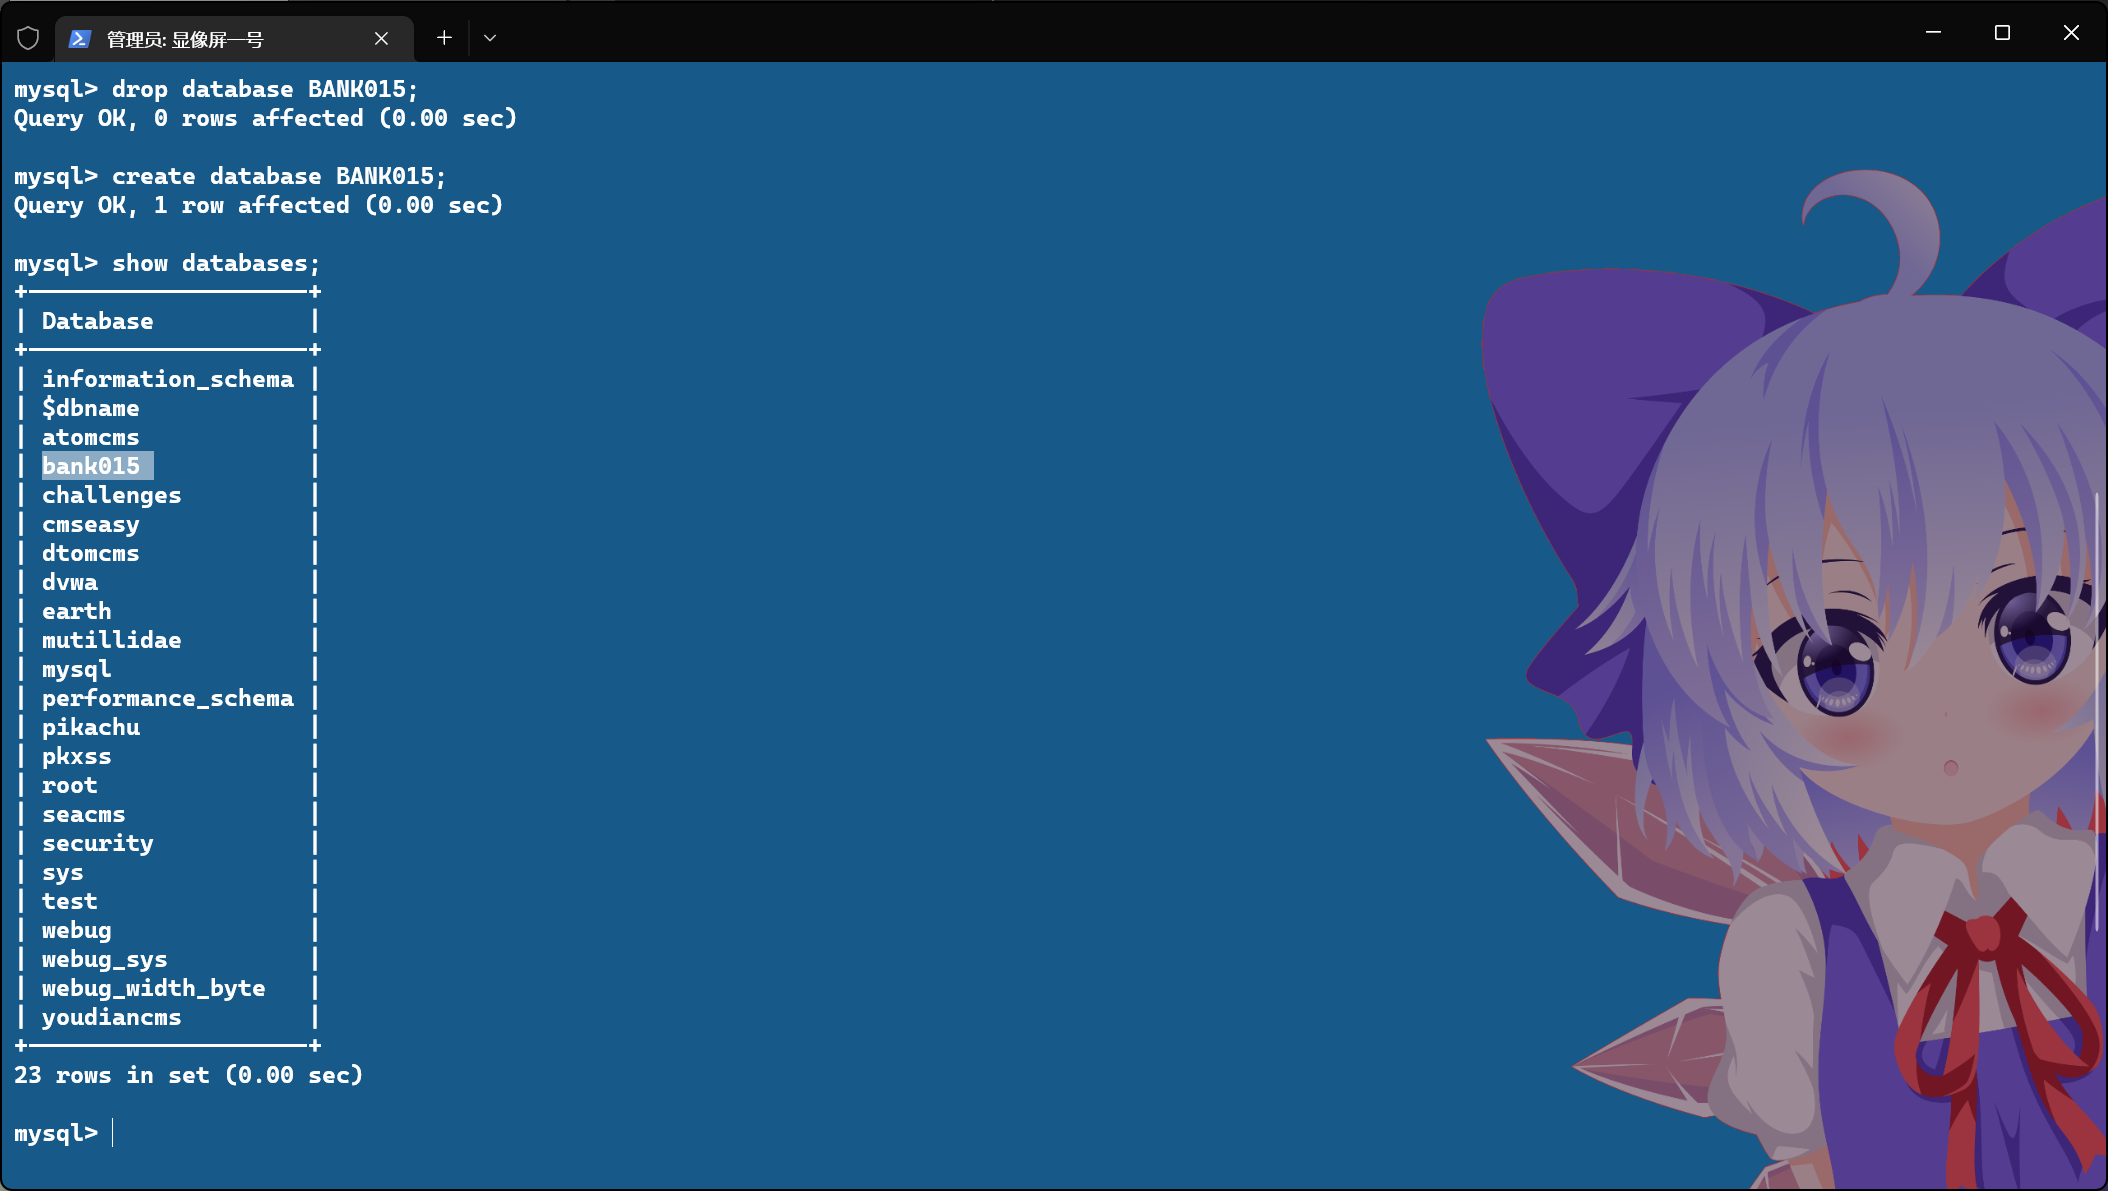 管理员: 显像屏一号
mysql> drop database BANK015;
Query OK, 0 rows affected (0.00 sec)
mysql> create database BANK015;
Query OK, 1 row affected (0.00 sec)
mysql> show databases;
+--------------------+
| Database           |
+--------------------+
| information_schema |
| $dbname            |
| atomcms            |
| bank015            |
| challenges         |
| cmseasy            |
| dtomcms            |
| dvwa               |
| earth              |
| mutillidae         |
| mysql              |
| performance_schema |
| pikachu            |
| pkxss              |
| root               |
| seacms             |
| security           |
| sys                |
| test               |
| webug              |
| webug_sys          |
| webug_width_byte   |
| youdiancms         |
+--------------------+
23 rows in set (0.00 sec)
mysql>